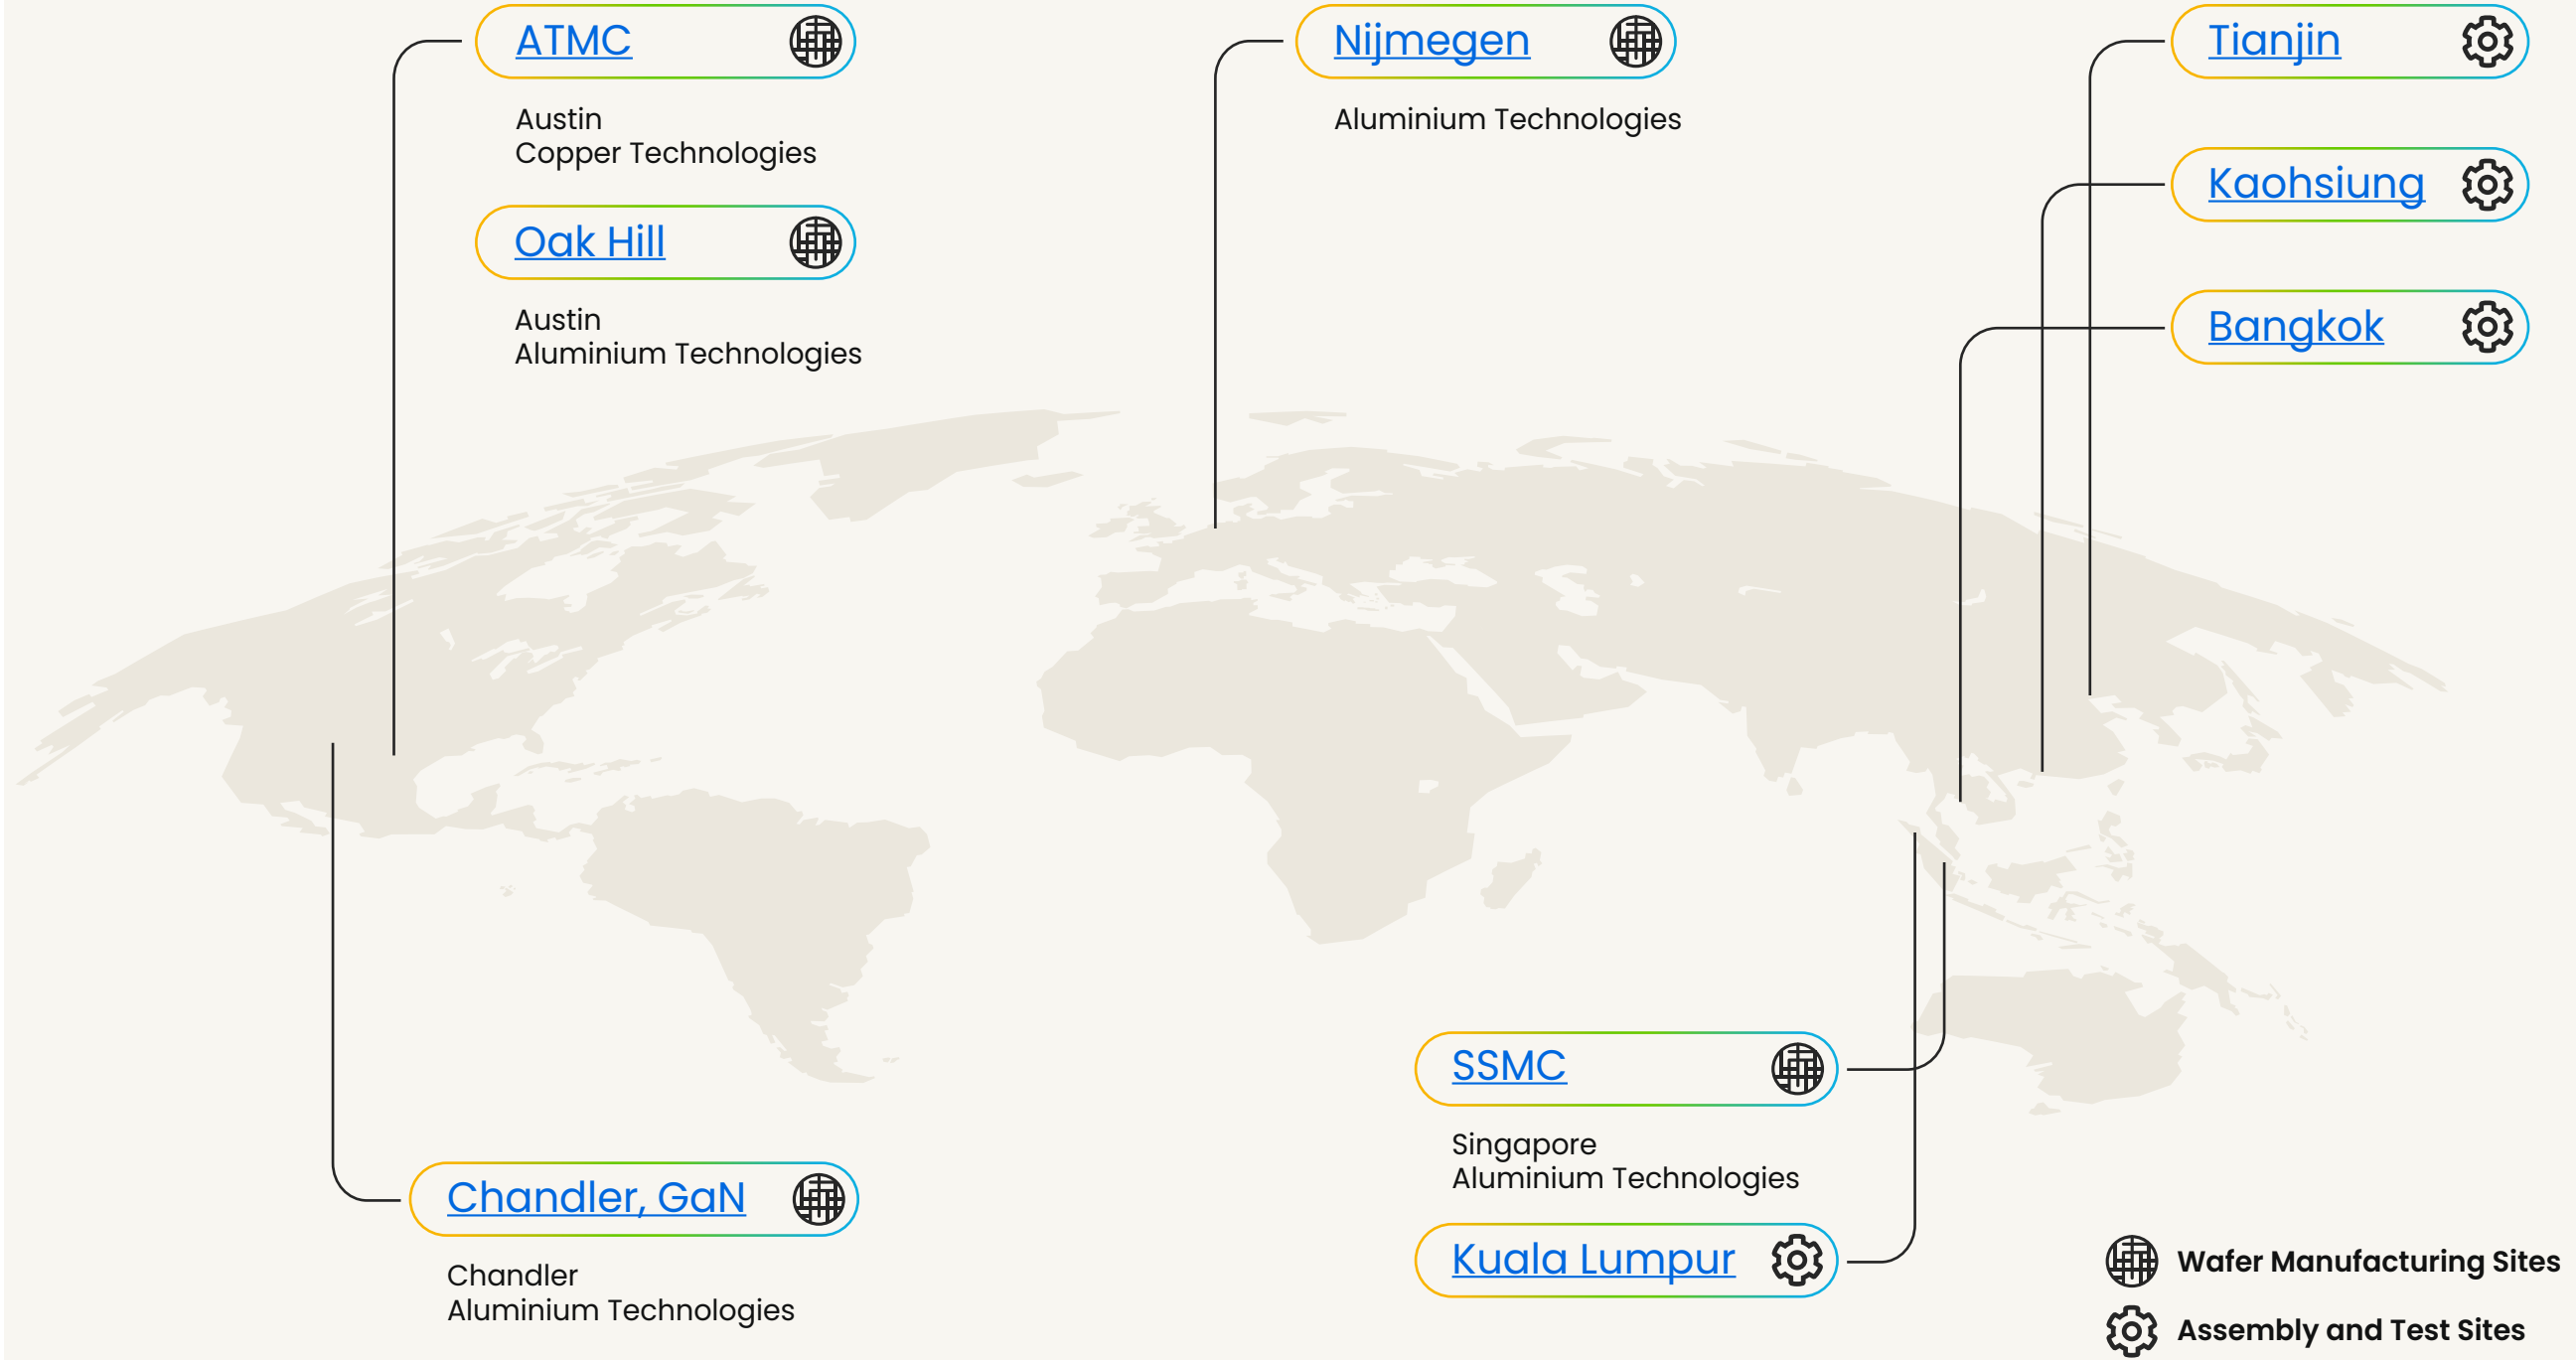 ATMC
Austin
Copper Technologies
Oak Hill
Austin
Aluminium Technologies
Nijmegen
Aluminium Technologies
Tianjin
Kaohsiung
Bangkok
Chandler, GaN
Chandler
Aluminium Technologies
SSMC
Singapore
Aluminium Technologies
Kuala Lumpur
Wafer Manufacturing Sites
Assembly and Test Sites